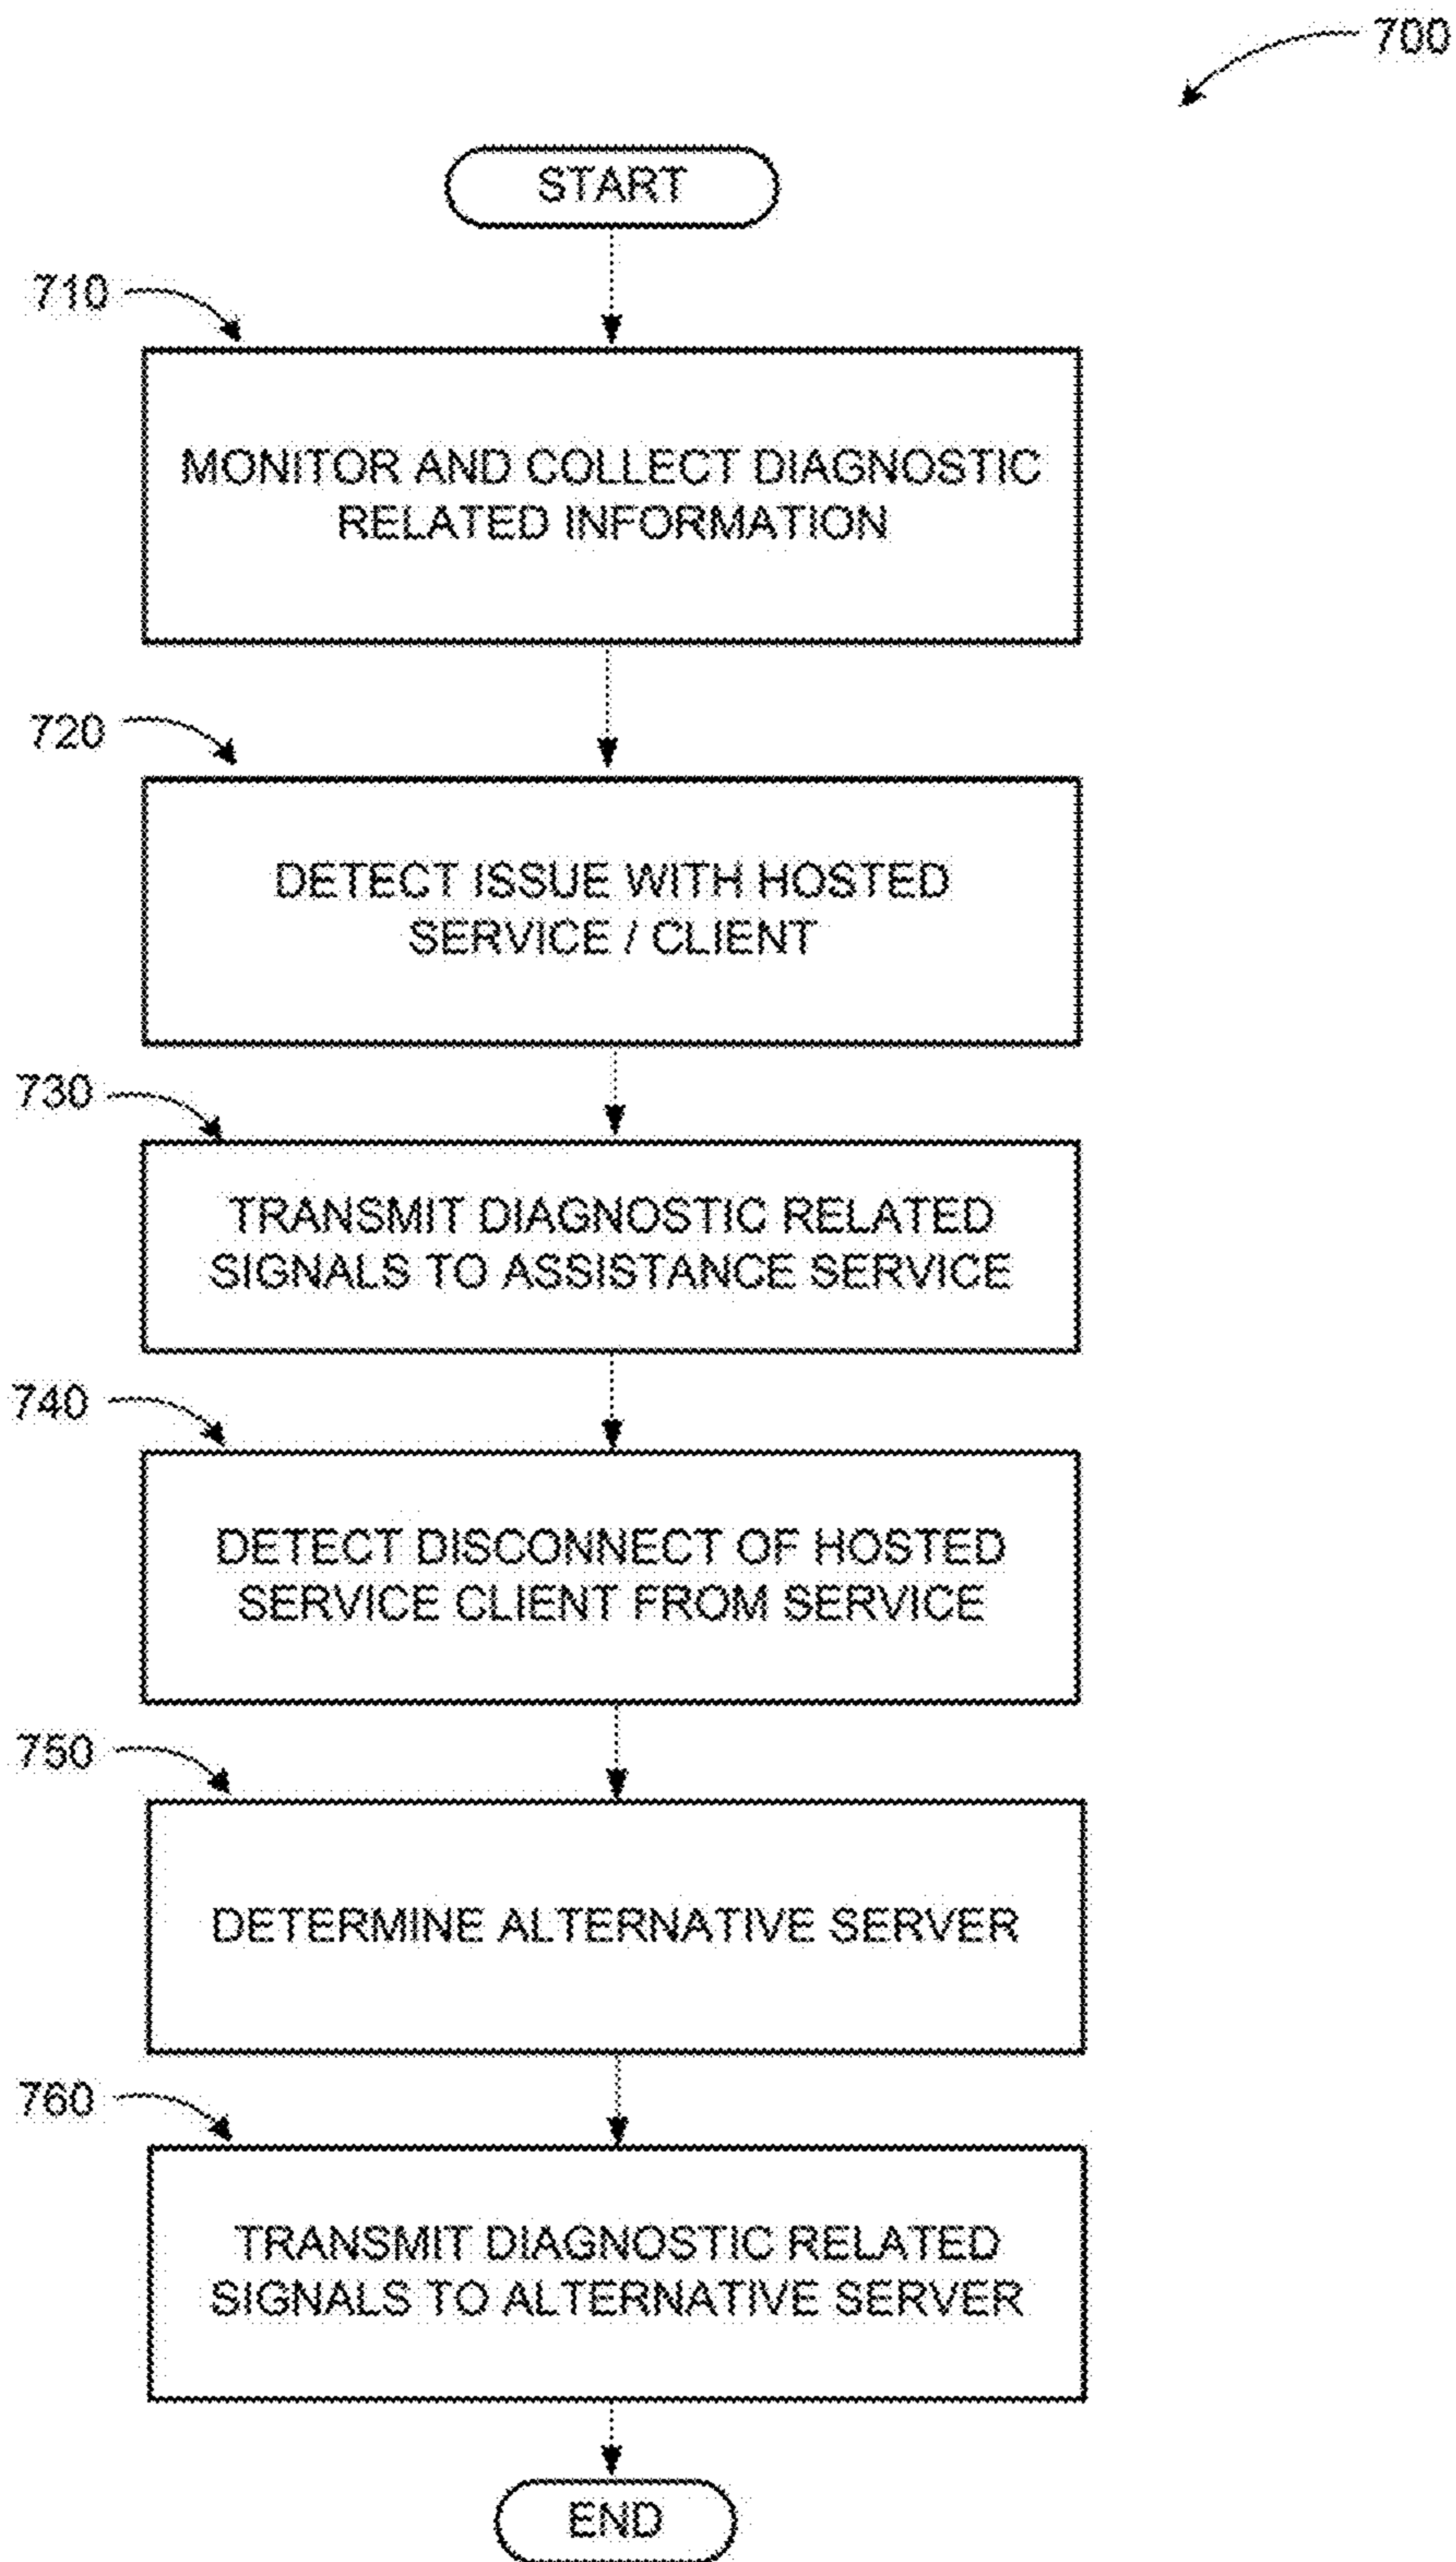 700
START
710
MONITOR AND COLLECT DIAGNOSTIC
RELATED INFORMATION
720
DETECT ISSUE WITH HOSTED
SERVICE / CLIENT
730
TRANSMIT DIAGNOSTIC RELATED
SIGNALS TO ASSISTANCE SERVICE
740
DETECT DISCONNECT OF HOSTED
SERVICE CLIENT FROM SERVICE
750
DETERMINE ALTERNATIVE SERVER
760
TRANSMIT DIAGNOSTIC RELATED
SIGNALS TO ALTERNATIVE SERVER
END